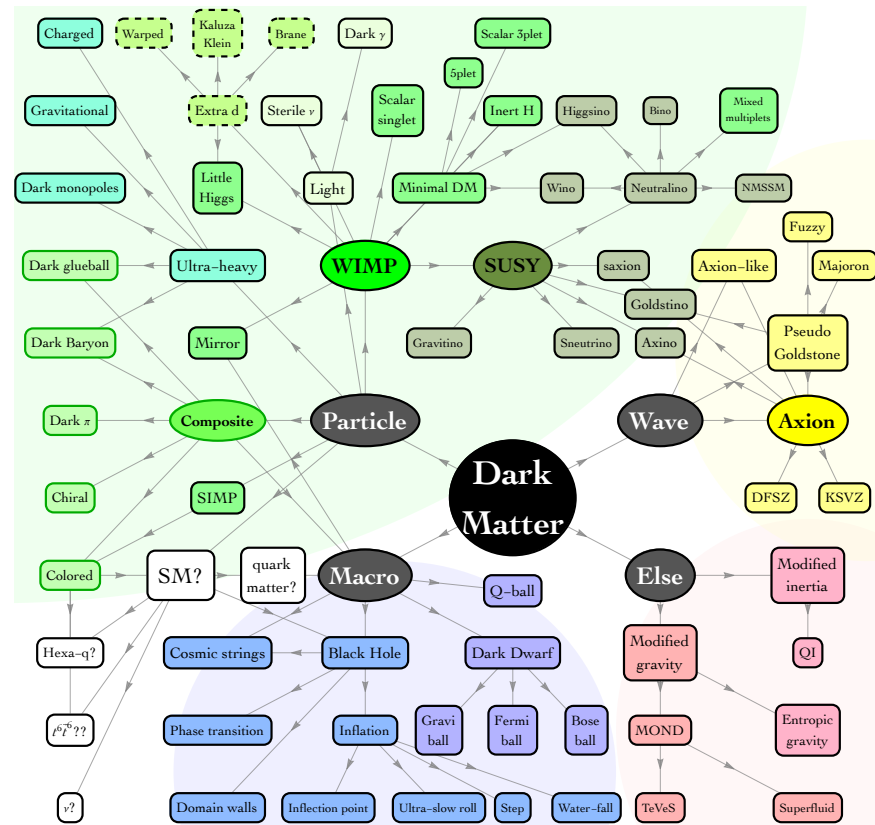 Charged
Warped
Kaluza
Klein
Brane
Dark γ
Scalar 3plet
5plet
Gravitational
Extra d
Sterile ν
Scalar
singlet
Inert H
Higgsino
Bino
Mixed
multiplets
Dark monopoles
Little
Higgs
Light
Minimal DM
Wino
Neutralino
NMSSM
Fuzzy
Dark glueball
Ultra-heavy
WIMP
SUSY
saxion
Axion-like
Majoron
Goldstino
Dark Baryon
Mirror
Gravitino
Sneutrino
Axino
Pseudo
Goldstone
Dark π
Composite
Particle
Wave
Axion
Dark
Matter
Chiral
SIMP
DFSZ
KSVZ
Colored
SM?
quark
matter?
Macro
Q-ball
Else
Modified
inertia
Hexa-q?
Cosmic strings
Black Hole
Dark Dwarf
Modified
gravity
QI
t⁶t̅⁶??
Phase transition
Inflation
Gravi
ball
Fermi
ball
Bose
ball
MOND
Entropic
gravity
ν?
Domain walls
Inflection point
Ultra-slow roll
Step
Water-fall
TeVeS
Superfluid